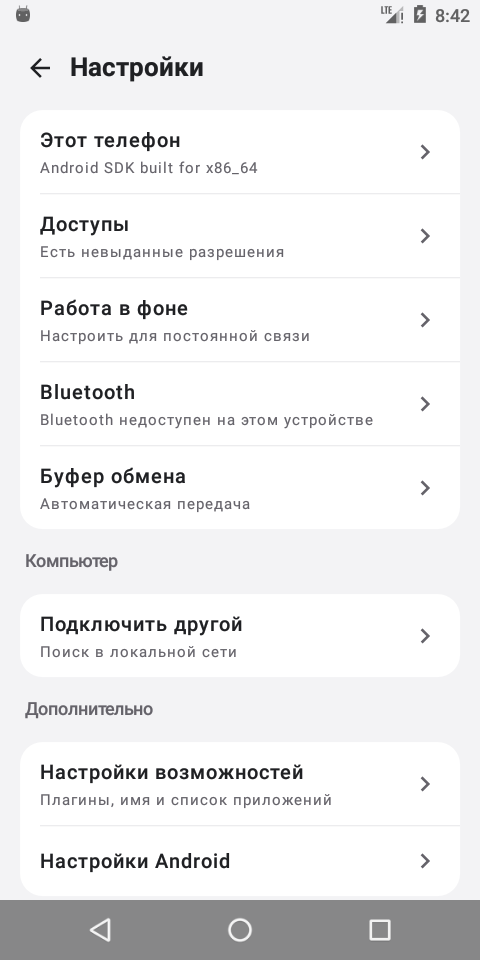 LTE 8:42
Настройки
Этот телефон
Android SDK built for x86_64
Доступы
Есть невыданные разрешения
Работа в фоне
Настроить для постоянной связи
Bluetooth
Bluetooth недоступен на этом устройстве
Буфер обмена
Автоматическая передача
Компьютер
Подключить другой
Поиск в локальной сети
Дополнительно
Настройки возможностей
Плагины, имя и список приложений
Настройки Android